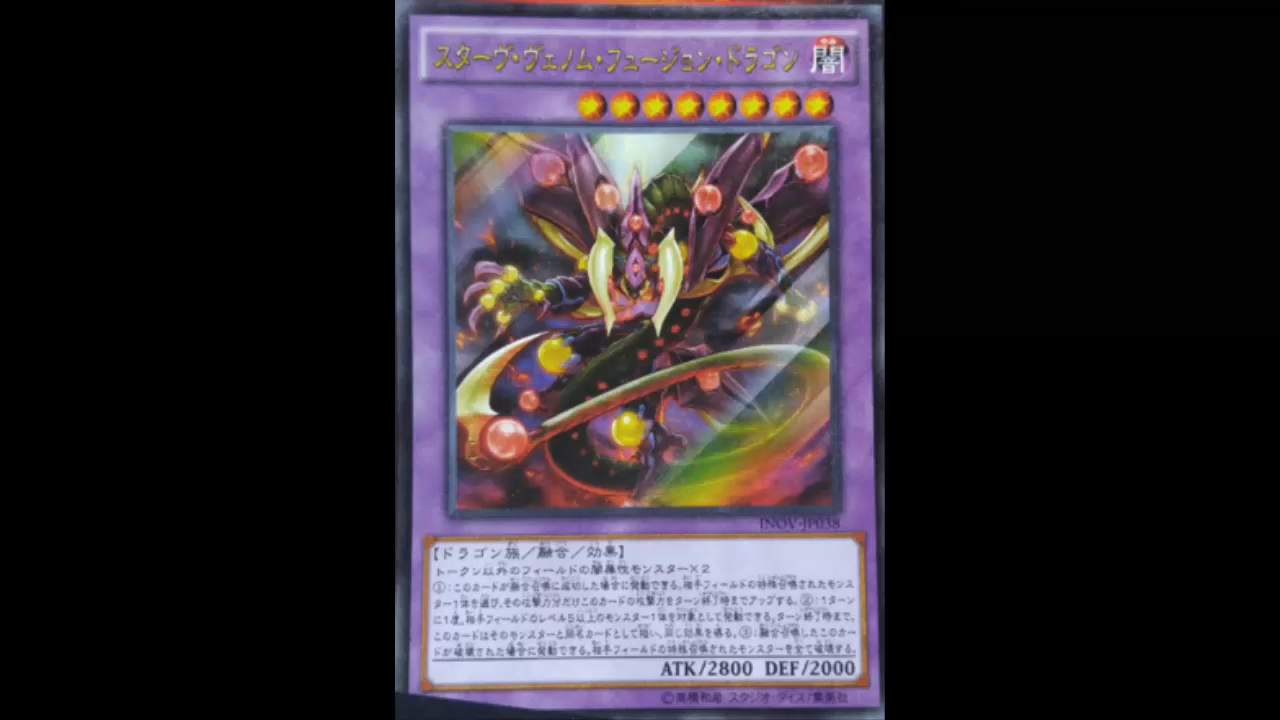 スターヴ・ヴェノム・フュージョン・ドラゴン 闇
INOV-JP038
【ドラゴン族／融合／効果】
トークン以外のフィールドの闇属性モンスター×2
①：このカードが融合召喚に成功した場合に発動できる。相手フィールドの特殊召喚されたモンス
ター1体を選び、その攻撃力分だけこのカードの攻撃力をターン終了時までアップする。②：1ターン
に1度、相手フィールドのレベル5以上のモンスター1体を対象として発動できる。ターン終了時まで、
このカードはそのモンスターと同名カードとして扱い、同じ効果を得る。③：融合召喚したこのカー
ドが破壊された場合に発動できる。相手フィールドの特殊召喚されたモンスターを全て破壊する。
ATK/2800 DEF/2000
©高橋和希 スタジオ・ダイス/集英社